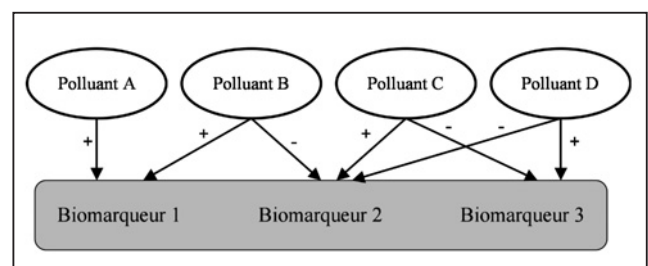 Polluant A Polluant B Polluant C Polluant D
+ + - + - - +
Biomarqueur 1 Biomarqueur 2 Biomarqueur 3